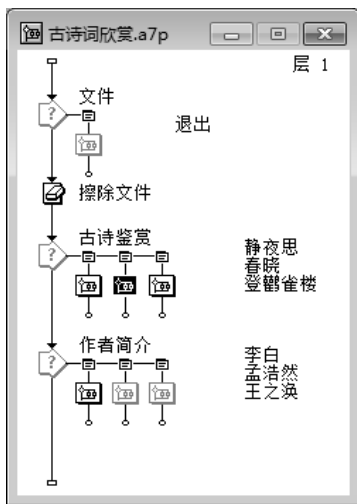 古诗词欣赏.a7p
层 1
文件
退出
擦除文件
古诗鉴赏
静夜思
春晓
登鹳雀楼
作者简介
李白
孟浩然
王之涣